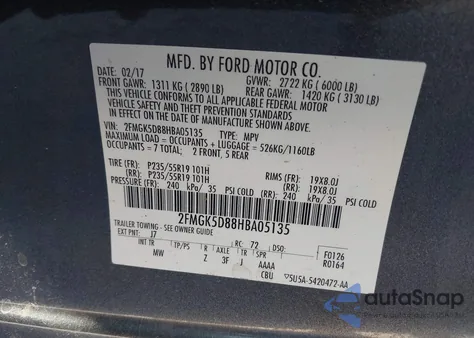 MFD. BY FORD MOTOR CO.
02/17 GVWR: 2722 KG ( 6000 LB)
FRONT GAWR: 1311 KG ( 2890 LB) REAR GAWR: 1420 KG ( 3130 LB)
THIS VEHICLE CONFORMS TO ALL APPLICABLE FEDERAL MOTOR
VEHICLE SAFETY AND THEFT PREVENTION STANDARDS IN EFFECT ON THE
DATE OF MANUFACTURE SHOWN ABOVE.
VIN: 2FMGK5D88HBA05135 TYPE: MPV
MAXIMUM LOAD = OCCUPANTS + LUGGAGE = 526KG/1160LB
OCCUPANTS = 7 TOTAL: 2 FRONT, 5 REAR
TIRE (FR): P235/55R19 101H RIMS (FR): 19X8.0J
(RR): P235/55R19 101H (RR): 19X8.0J
PRESSURE (FR): 240 kPa/ 35 PSI COLD (RR): 240 kPa/ 35 PSI COLD
2FMGK5D88HBA05135
TRAILER TOWING - SEE OWNER GUIDE
EXT PNT: J7 RC: 72 DSO: F0126
R0164
INT TR TP/PS R AXLE TR SPR
MW Z 3F J AAAA
CBU 5U5A-5420472-AA
autoSnap